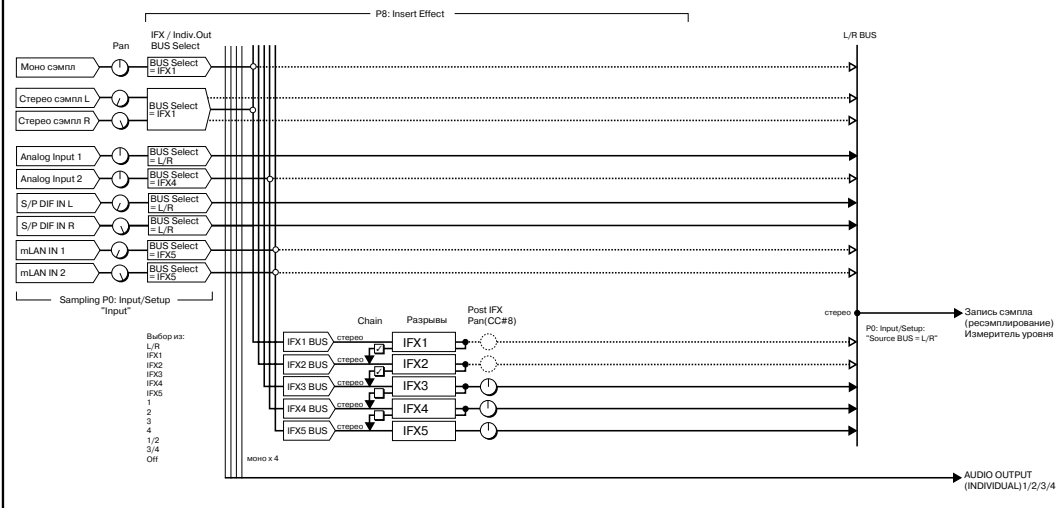 P8: Insert Effect
IFX / Indiv.Out
BUS Select
Pan
L/R BUS
Моно сэмпл
BUS Select
= IFX1
Стерео сэмпл L
Стерео сэмпл R
BUS Select
= IFX1
Analog Input 1
BUS Select
= L/R
Analog Input 2
BUS Select
= IFX4
S/P DIF IN L
BUS Select
= L/R
S/P DIF IN R
BUS Select
= L/R
mLAN IN 1
BUS Select
= IFX5
mLAN IN 2
BUS Select
= IFX5
Sampling P0: Input/Setup
"Input"
Выбор из:
L/R
IFX1
IFX2
IFX3
IFX4
IFX5
1
2
3
4
1/2
3/4
Off
Chain
Разрывы
Post IFX
Pan(CC#8)
IFX1 BUS
стерео
IFX1
IFX2 BUS
стерео
IFX2
IFX3 BUS
стерео
IFX3
IFX4 BUS
стерео
IFX4
IFX5 BUS
стерео
IFX5
моно x 4
стерео
P0: Input/Setup:
"Source BUS = L/R"
Запись сэмпла
(ресэмплирование)
Измеритель уровня
AUDIO OUTPUT
(INDIVIDUAL)1/2/3/4